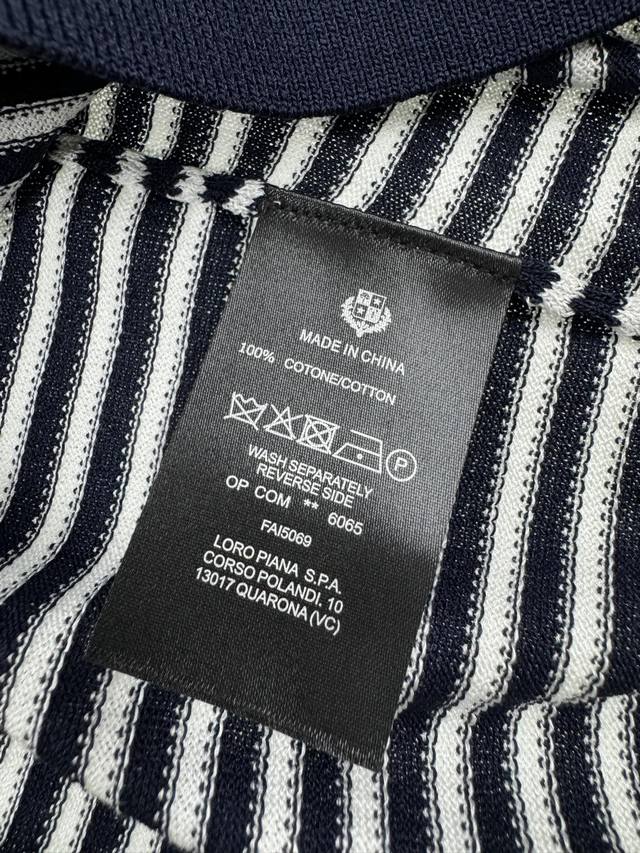 MADE IN CHINA
100% COTONE/COTTON
P
WASH SEPARATELY
REVERSE SIDE
OP COM ** 6065
FAI5069
LORO PIANA S.P.A.
CORSO POLANDI, 10
13017 QUARONA (VC)